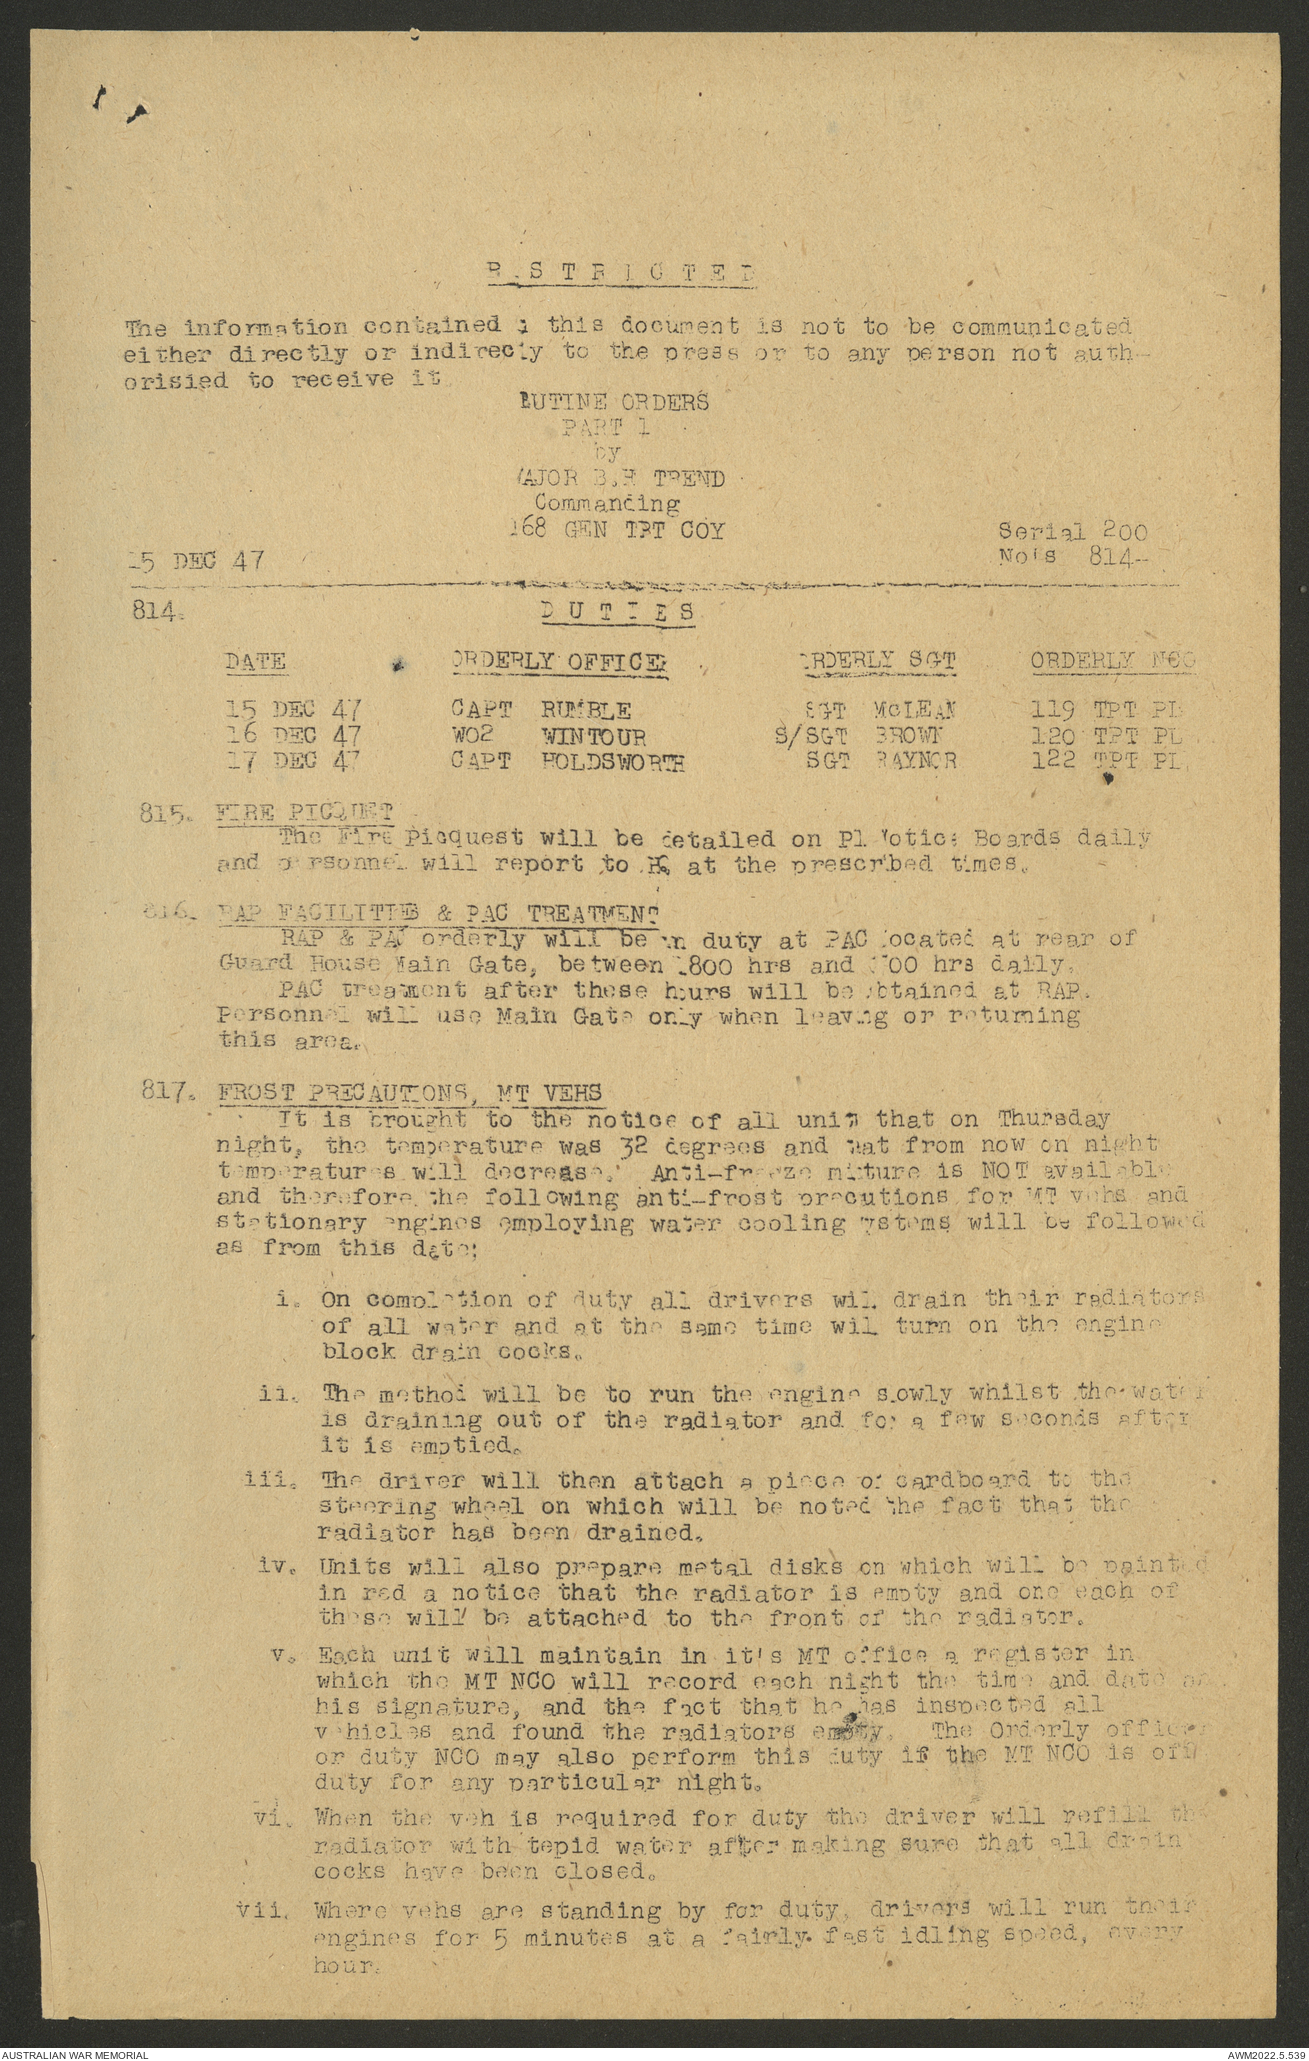 R S T R I C T E D
The information contained i this document is not to be communicated
either directly or indirecty to the press or to any person not auth-
orisied to receive it
RUTINE ORDERS
PART 1
by
MAJOR B.H TREND
Commanding
168 GEN TPT COY
Serial 200
15 DEC 47
No's 814-
814.
D U T I E S
DATE ORDERLY OFFICER ORDERLY SGT ORDERLY NCO
15 DEC 47 CAPT RUMBLE SGT McLEAN 119 TPT PL
16 DEC 47 WO2 WINTOUR S/SGT BROWN 120 TPT PL
17 DEC 47 CAPT HOLDSWORTH SGT RAYNOR 122 TPT PL
815. FIRE PICQUET
The Fire Picquest will be detailed on Pl Notice Boards daily
and personnel will report to HQ at the prescribed times.
816. RAP FACILITIES & PAC TREATMENT
RAP & PAC orderly will be on duty at PAC located at rear of
Guard House Main Gate, between 1800 hrs and hrs daily.
PAC treatment after these hours will be obtained at RAP.
Personnel will use Main Gate only when leaving or returning
this area.
817. FROST PRECAUTIONS, MT VEHS
It is brought to the notice of all units that on Thursday
night, the temperature was 32 degrees and that from now on night
temperatures will decrease. Anti-freeze mixture is NOT available
and therefore the following anti-frost precutions for MT vehs and
stationary engines employing water cooling systems will be followed
as from this date:
i. On completion of duty all drivers will drain their radiators
of all water and at the same time will turn on the engine
block drain cocks.
ii. The method will be to run the engine slowly whilst the water
is draining out of the radiator and for a few seconds after
it is emptied.
iii. The driver will then attach a piece of cardboard to the
steering wheel on which will be noted the fact that the
radiator has been drained.
iv. Units will also prepare metal disks on which will be painted
in red a notice that the radiator is empty and one each of
these will be attached to the front of the radiator.
v. Each unit will maintain in it's MT office a register in
which the MT NCO will record each night the time and date as
his signature, and the fact that he has inspected all
vehicles and found the radiators empty. The Orderly officer
or duty NCO may also perform this duty if the MT NCO is off
duty for any particular night.
vi. When the veh is required for duty the driver will refill the
radiator with tepid water after making sure that all drain
cocks have been closed.
vii. Where vehs are standing by for duty, drivers will run their
engines for 5 minutes at a fairly fast idling speed, every
hour.
AUSTRALIAN WAR MEMORIAL
AWM2022.5.539